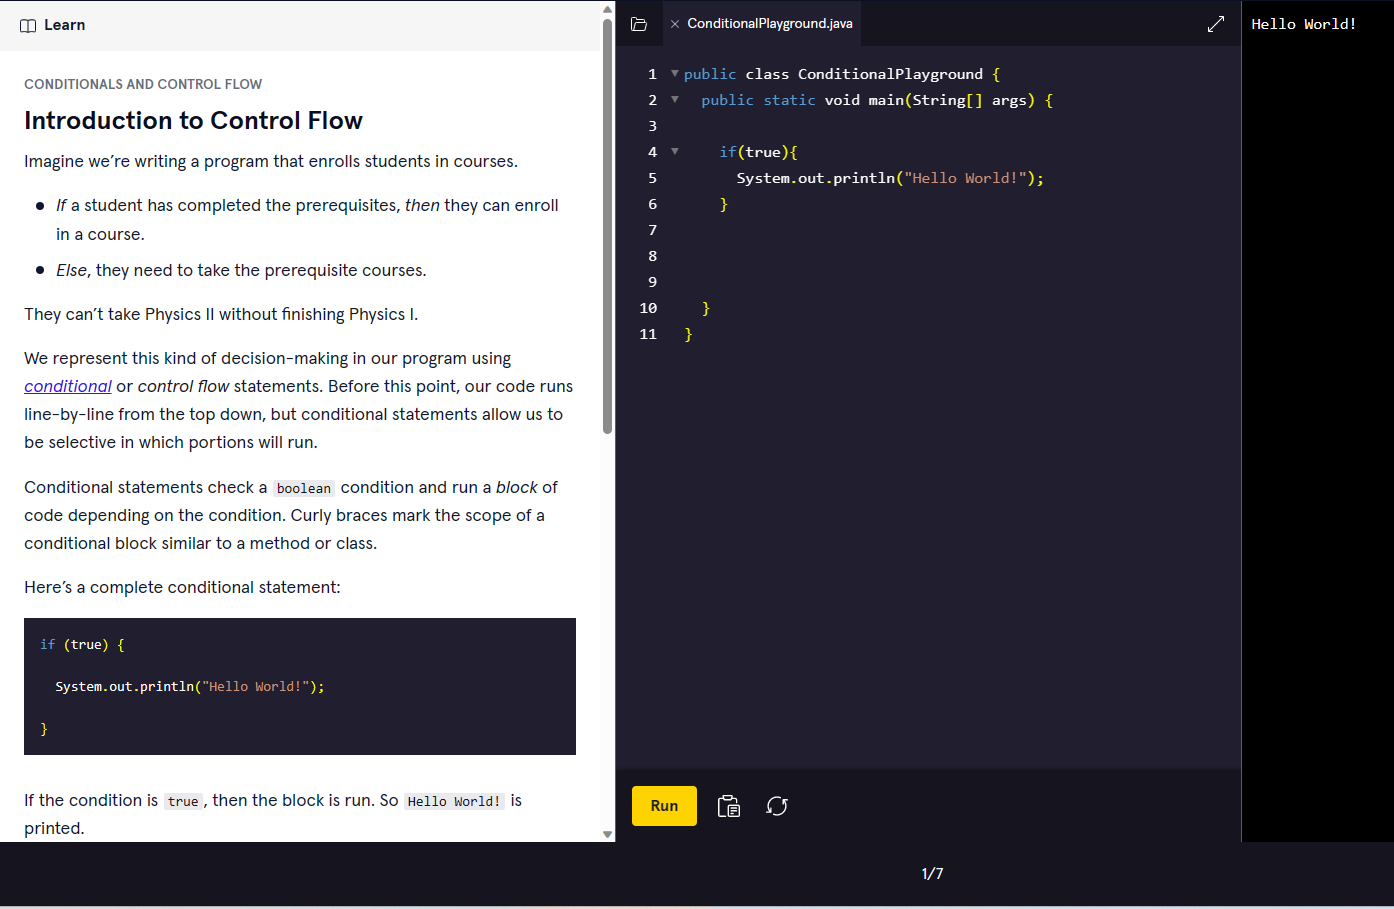 Learn
CONDITIONALS AND CONTROL FLOW
Introduction to Control Flow
Imagine we’re writing a program that enrolls students in courses.
If a student has completed the prerequisites, then they can enroll
in a course.
Else, they need to take the prerequisite courses.
They can’t take Physics II without finishing Physics I.
We represent this kind of decision-making in our program using
conditional or control flow statements. Before this point, our code runs
line-by-line from the top down, but conditional statements allow us to
be selective in which portions will run.
Conditional statements check a boolean condition and run a block of
code depending on the condition. Curly braces mark the scope of a
conditional block similar to a method or class.
Here’s a complete conditional statement:
if (true) {
System.out.println("Hello World!");
}
If the condition is true, then the block is run. So Hello World! is
printed.
ConditionalPlayground.java
1 public class ConditionalPlayground {
2 public static void main(String[] args) {
3
4 if(true){
5 System.out.println("Hello World!");
6 }
7
8
9
10 }
11 }
Run
Hello World!
1/7